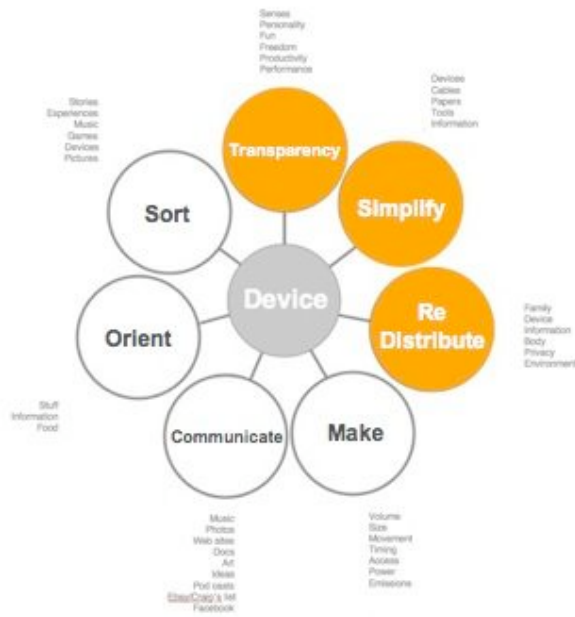 Senses
Personality
Fun
Freedom
Productivity
Performance
Transparency
Devices
Cables
Papers
Tools
Information
Simplify
Re
Distribute
Family
Device
Information
Body
Privacy
Environment
Make
Volume
Size
Movement
Timing
Access
Power
Emissions
Communicate
Music
Photos
Web sites
Docs
Art
Ideas
Pod casts
Ebay/Craig's list
Facebook
Orient
Stuff
Information
Food
Sort
Stories
Experiences
Music
Games
Devices
Pictures
Device